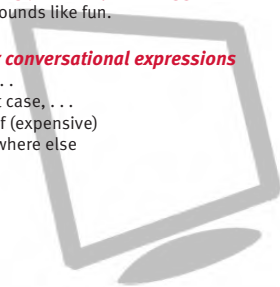 ounds like fun.
conversational expressions
. .
case, . . .
f (expensive)
where else